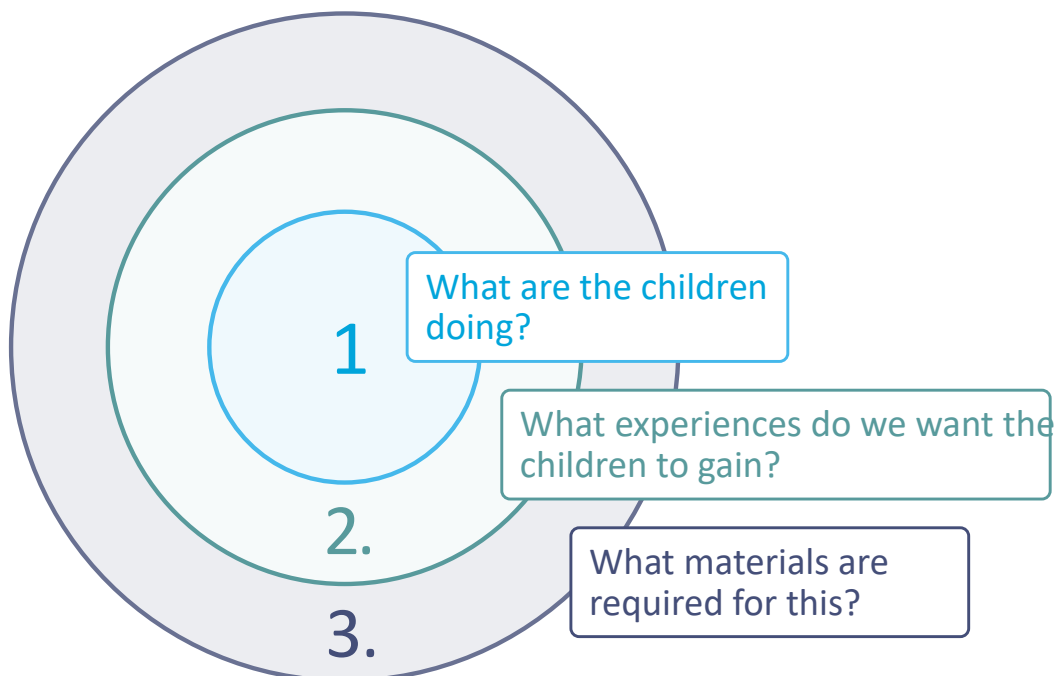 1
What are the children
doing?
What experiences do we want the
children to gain?
2.
What materials are
required for this?
3.